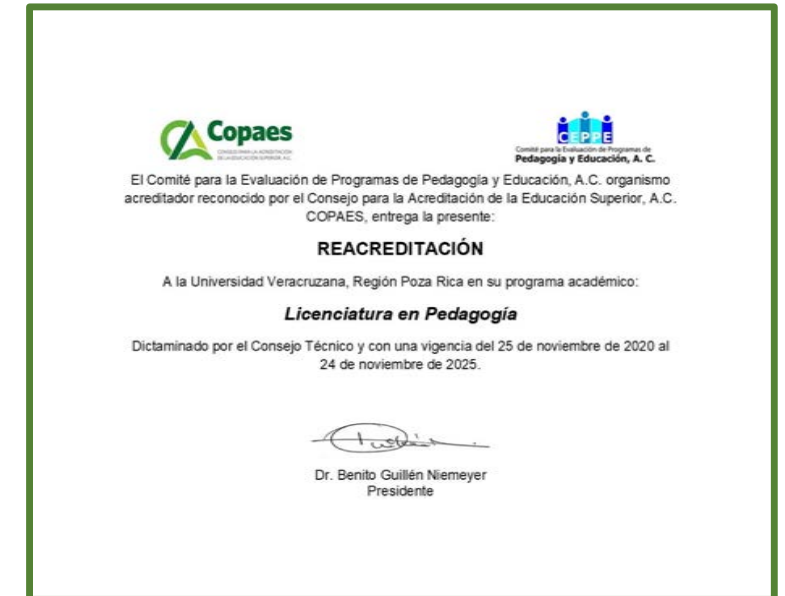 Copaes
CONSEJO PARA LA ACREDITACIÓN
DE LA EDUCACIÓN SUPERIOR, A.C.
CEPPE
Comité para la Evaluación de Programas de
Pedagogía y Educación, A. C.
El Comité para la Evaluación de Programas de Pedagogía y Educación, A.C. organismo
acreditador reconocido por el Consejo para la Acreditación de la Educación Superior, A.C.
COPAES, entrega la presente:
REACREDITACIÓN
A la Universidad Veracruzana, Región Poza Rica en su programa académico:
Licenciatura en Pedagogía
Dictaminado por el Consejo Técnico y con una vigencia del 25 de noviembre de 2020 al
24 de noviembre de 2025.
Dr. Benito Guillén Niemeyer
Presidente